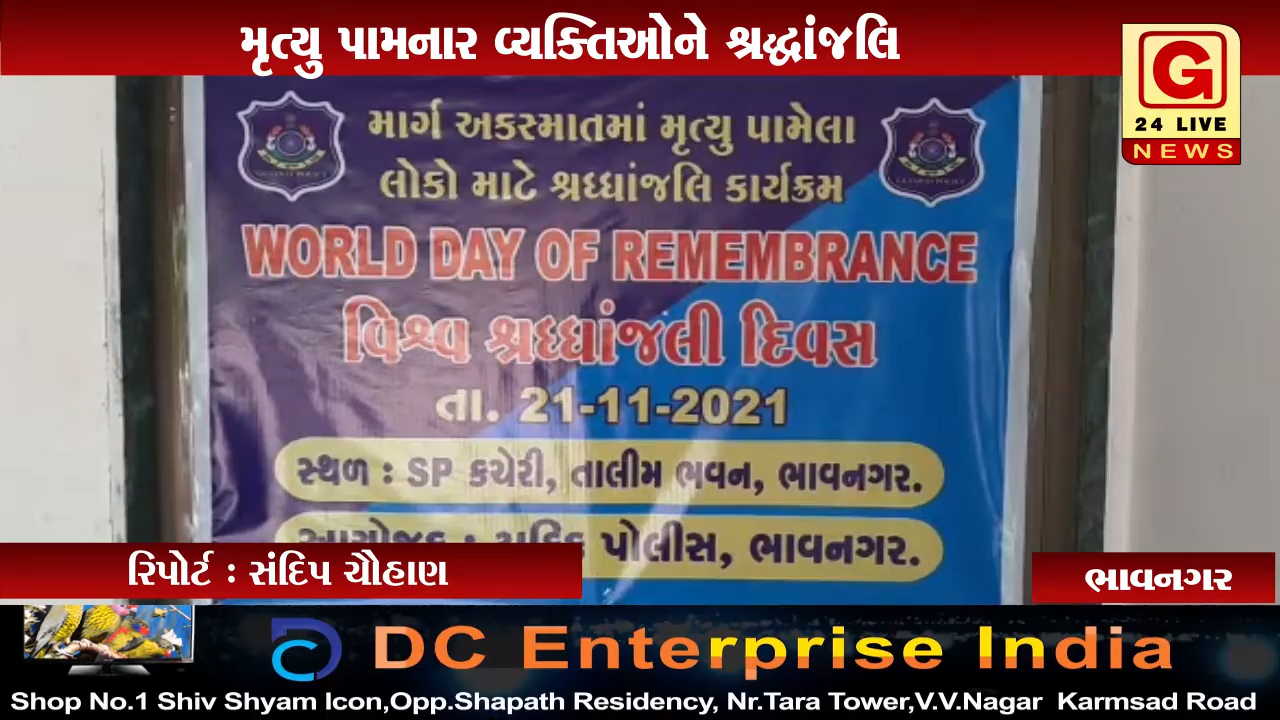 મૃત્યુ પામનાર વ્યક્તિઓને શ્રદ્ધાંજલિ
G
24 LIVE
NEWS
માર્ગ અકસ્માતમાં મૃત્યુ પામેલા
લોકો માટે શ્રધ્ધાંજલિ કાર્યક્રમ
WORLD DAY OF REMEMBRANCE
વિશ્વ શ્રધ્ધાંજલી દિવસ
તા. 21-11-2021
સ્થળ : SP કચેરી, તાલીમ ભવન, ભાવનગર.
પોલીસ, ભાવનગર.
રિપોર્ટ : સંદિપ ચૌહાણ
ભાવનગર
DC Enterprise India
Shop No.1 Shiv Shyam Icon,Opp.Shapath Residency, Nr.Tara Tower,V.V.Nagar Karmsad Road